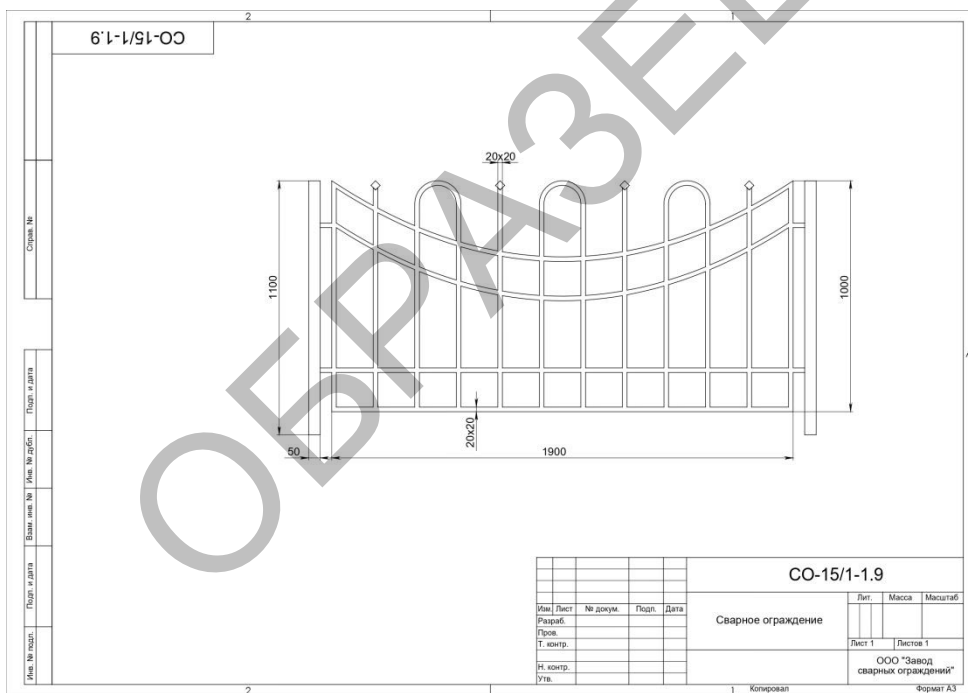 2
1
СО-15/1-1.9
Справ. №
Подп. и дата
Инв. № дубл.
Взам. инв. №
Подп. и дата
Инв. № подл.
20x20
1100
1000
20x20
50
1900
ОБРАЗЕЦ
СО-15/1-1.9
Изм. Лист № докум. Подп. Дата
Разраб.
Пров.
Т. контр.
Н. контр.
Утв.
Сварное ограждение
Лит. Масса Масштаб
Лист 1 Листов 1
ООО "Завод
сварных ограждений"
2
1
Копировал
Формат А3